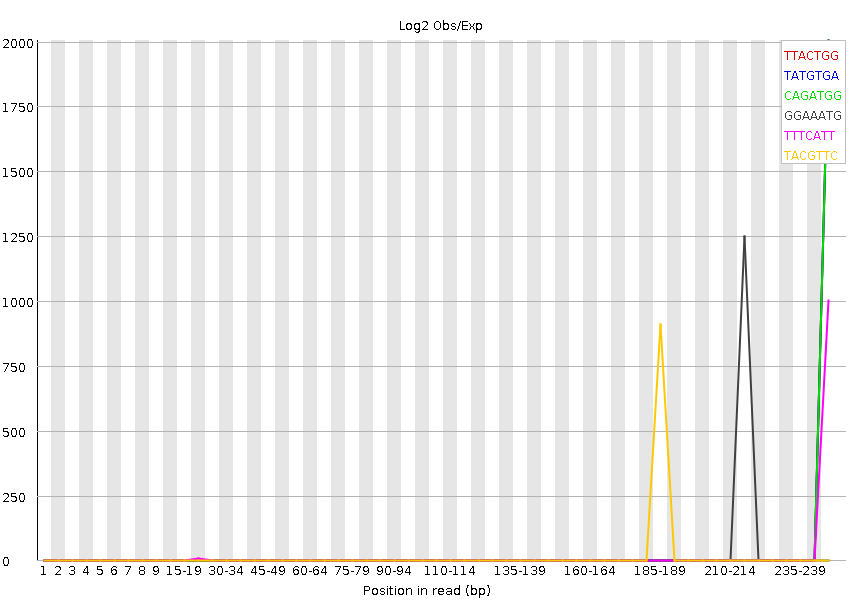 Log2 Obs/Exp
2000
1750
1500
1250
1000
750
500
250
0
TTACTGG
TATGTGA
CAGATGG
GGAAATG
TTTCATT
TACGTTC
1 2 3 4 5 6 7 8 9 15-19 30-34 45-49 60-64 75-79 90-94 110-114 135-139 160-164 185-189 210-214 235-239
Position in read (bp)